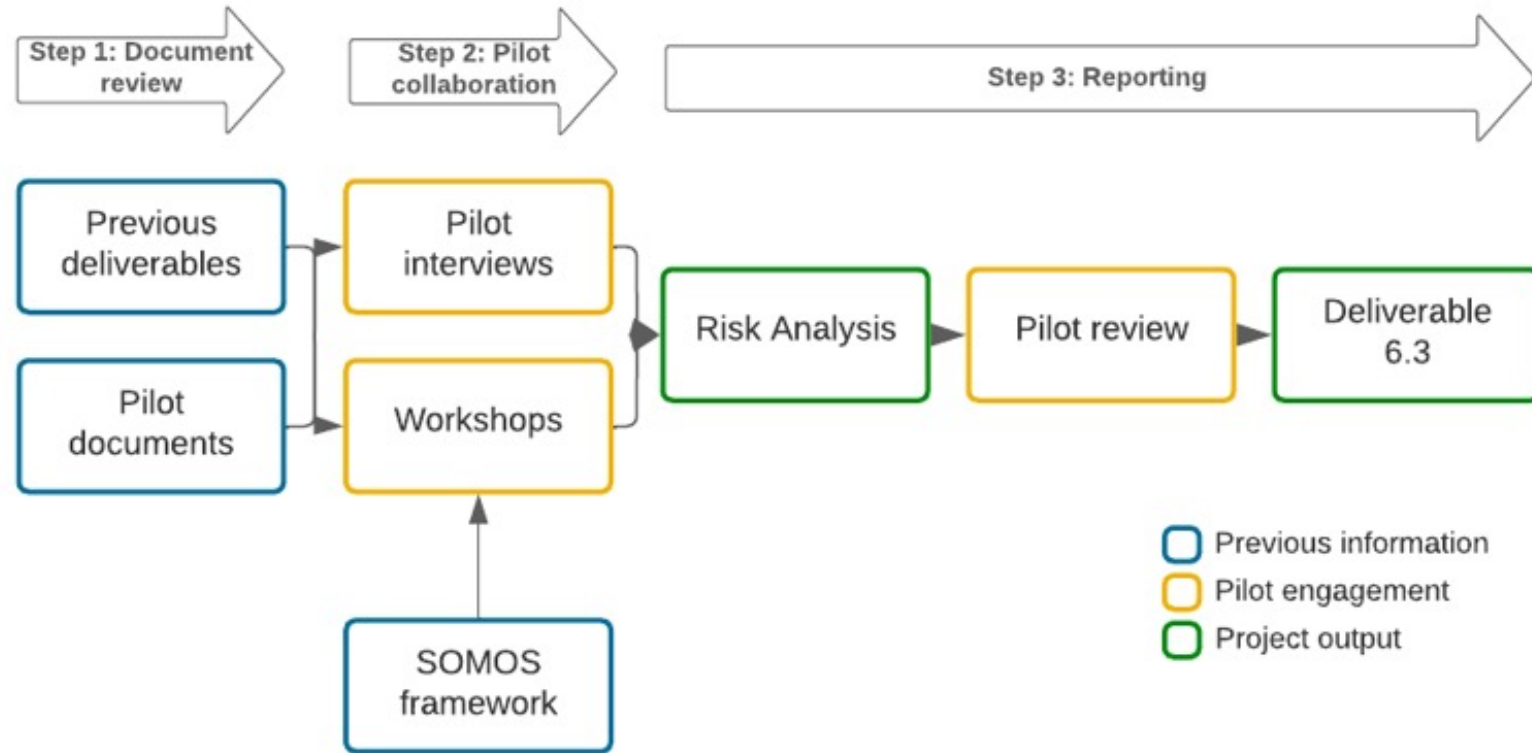 Step 1: Document
review
Step 2: Pilot
collaboration
Step 3: Reporting
Previous
deliverables
Pilot
interviews
Risk Analysis
Pilot review
Deliverable
6.3
Pilot
documents
Workshops
SOMOS
framework
Previous information
Pilot engagement
Project output